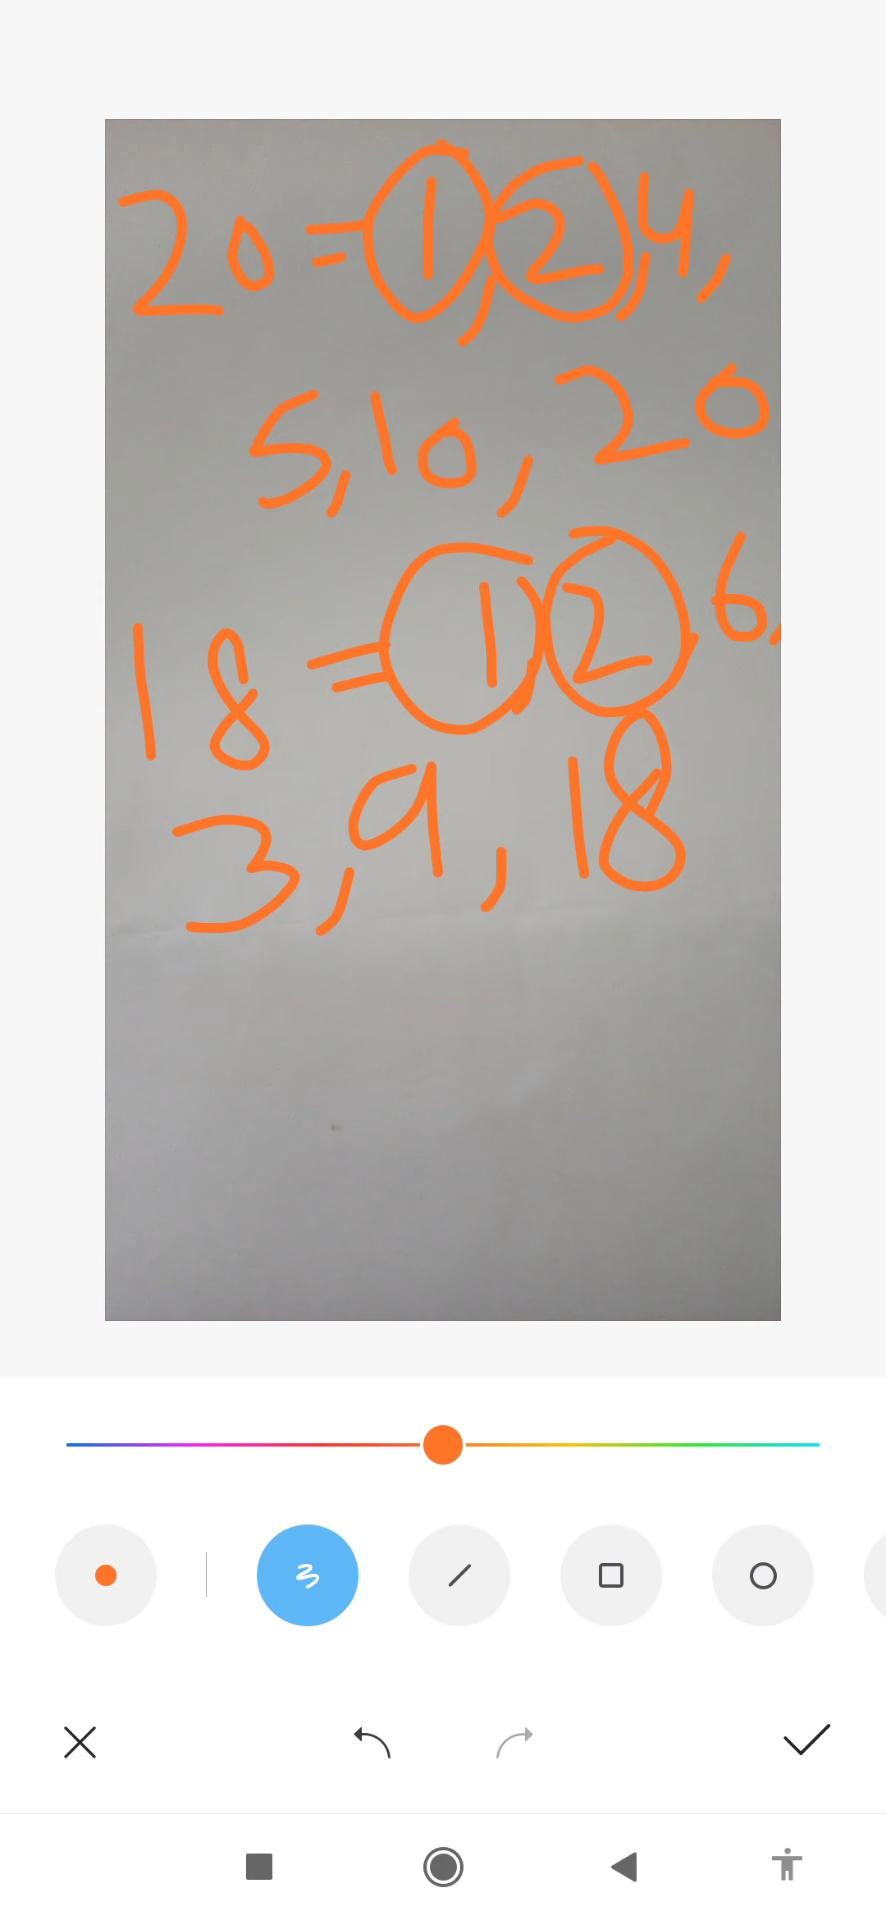 20 = 1, 2, 4,
5, 10, 20
18 = 1, 2, 6,
3, 9, 18